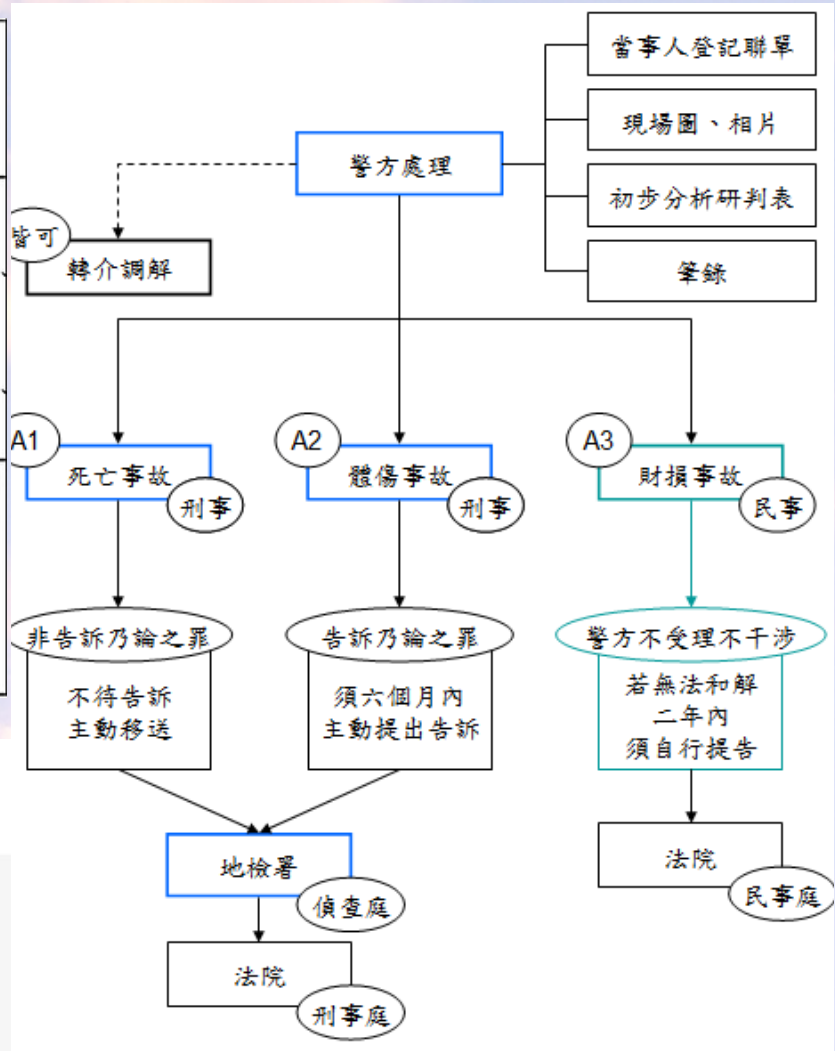 當事人登記聯單
現場圖、相片
警方處理
初步分析研判表
筆錄
皆可
轉介調解
A1
死亡事故
刑事
A2
體傷事故
刑事
A3
財損事故
民事
非告訴乃論之罪
不待告訴
主動移送
告訴乃論之罪
須六個月內
主動提出告訴
警方不受理不干涉
若無法和解
二年內
須自行提告
地檢署
偵查庭
法院
刑事庭
法院
民事庭